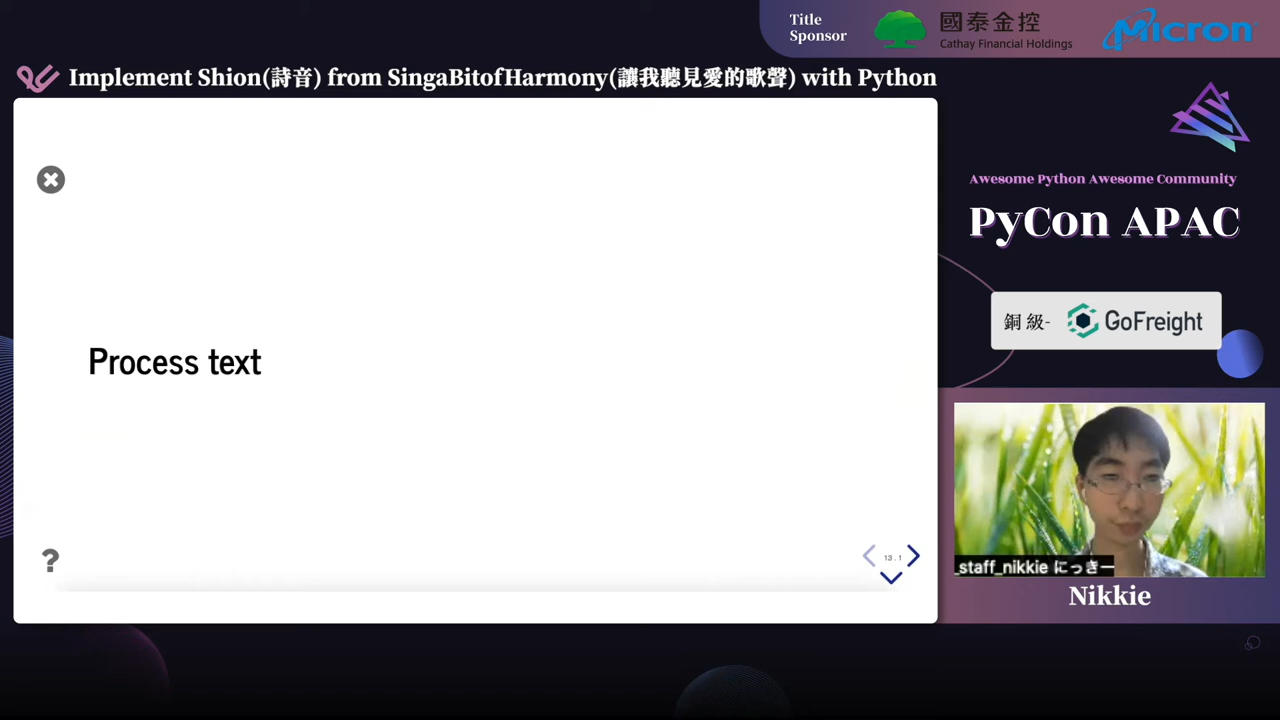 Title
Sponsor
國泰金控
Cathay Financial Holdings
Micron
Implement Shion(詩音) from SingaBitofHarmony(讓我聽見愛的歌聲) with Python
Awesome Python Awesome Community
PyCon APAC
銅級-
GoFreight
Process text
?
13.1
_staff_nikkie にっきー
Nikkie